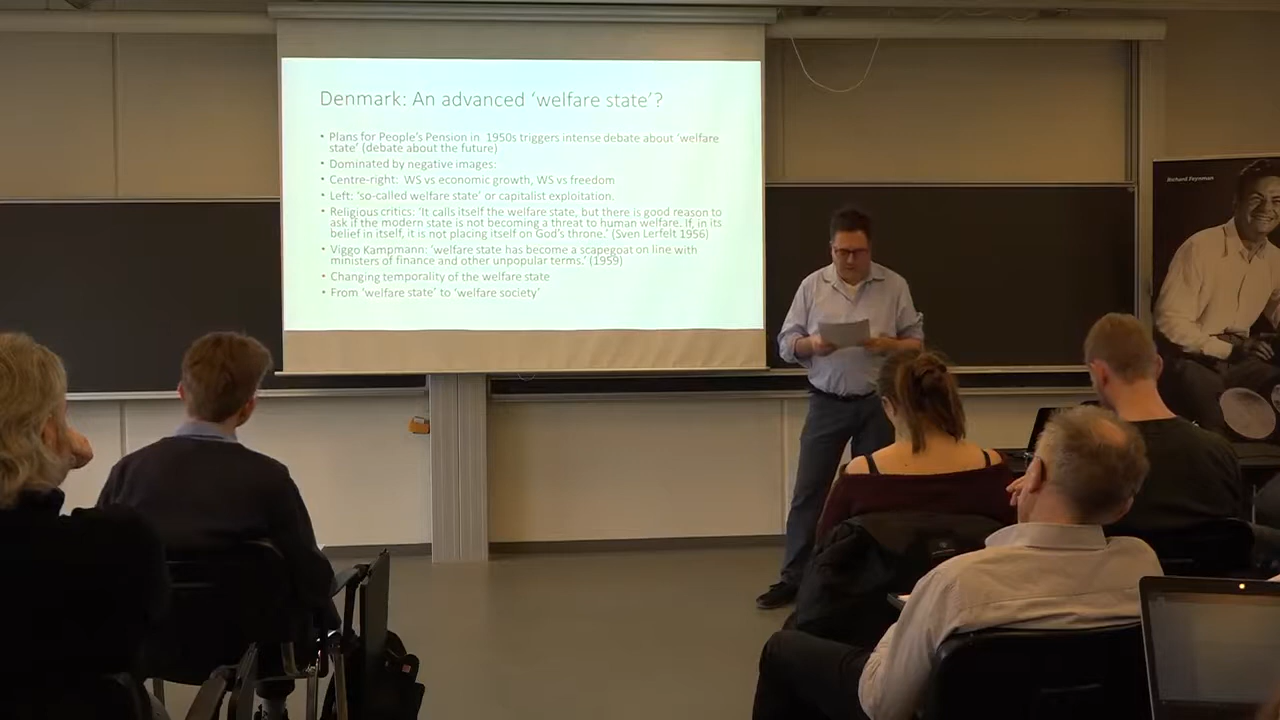 Denmark: An advanced ‘welfare state’?
• Plans for People’s Pension in 1950s triggers intense debate about ‘welfare
state’ (debate about the future)
• Dominated by negative images:
• Centre-right: WS vs economic growth, WS vs freedom
• Left: ‘so-called welfare state’ or capitalist exploitation.
• Religious critics: ‘It calls itself the welfare state, but there is good reason to
ask if the modern state is not becoming a threat to human welfare. If, in its
belief in itself, it is not placing itself on God’s throne.’ (Sven Lerfelt 1956)
• Viggo Kampmann: ‘welfare state has become a scapegoat on line with
ministers of finance and other unpopular terms.’ (1959)
• Changing temporality of the welfare state
• From ‘welfare state’ to ‘welfare society’
Richard Feynman